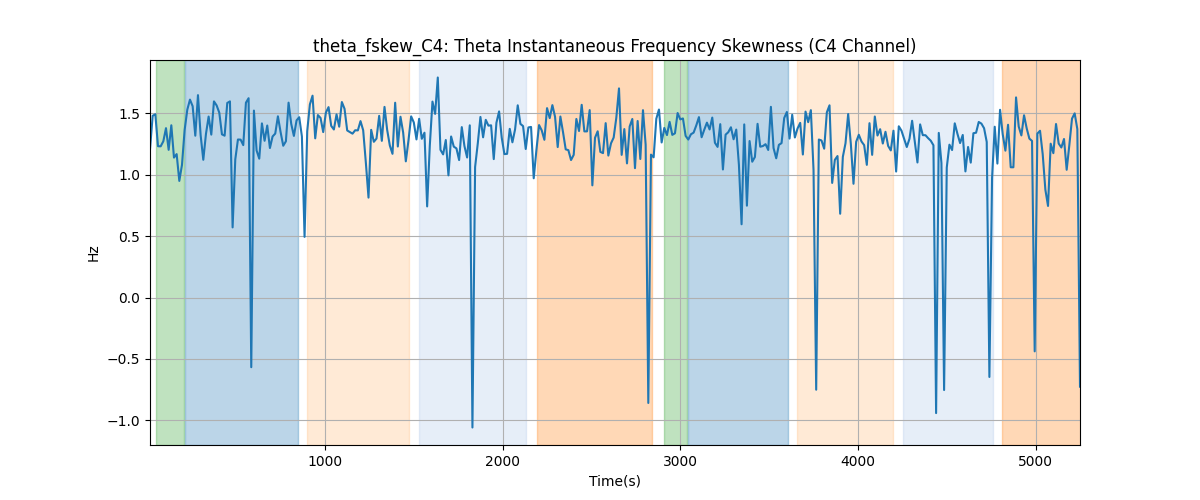 theta_fskew_C4: Theta Instantaneous Frequency Skewness (C4 Channel)
1.5
1.0
0.5
0.0
−0.5
−1.0
Hz
1000 2000 3000 4000 5000
Time(s)